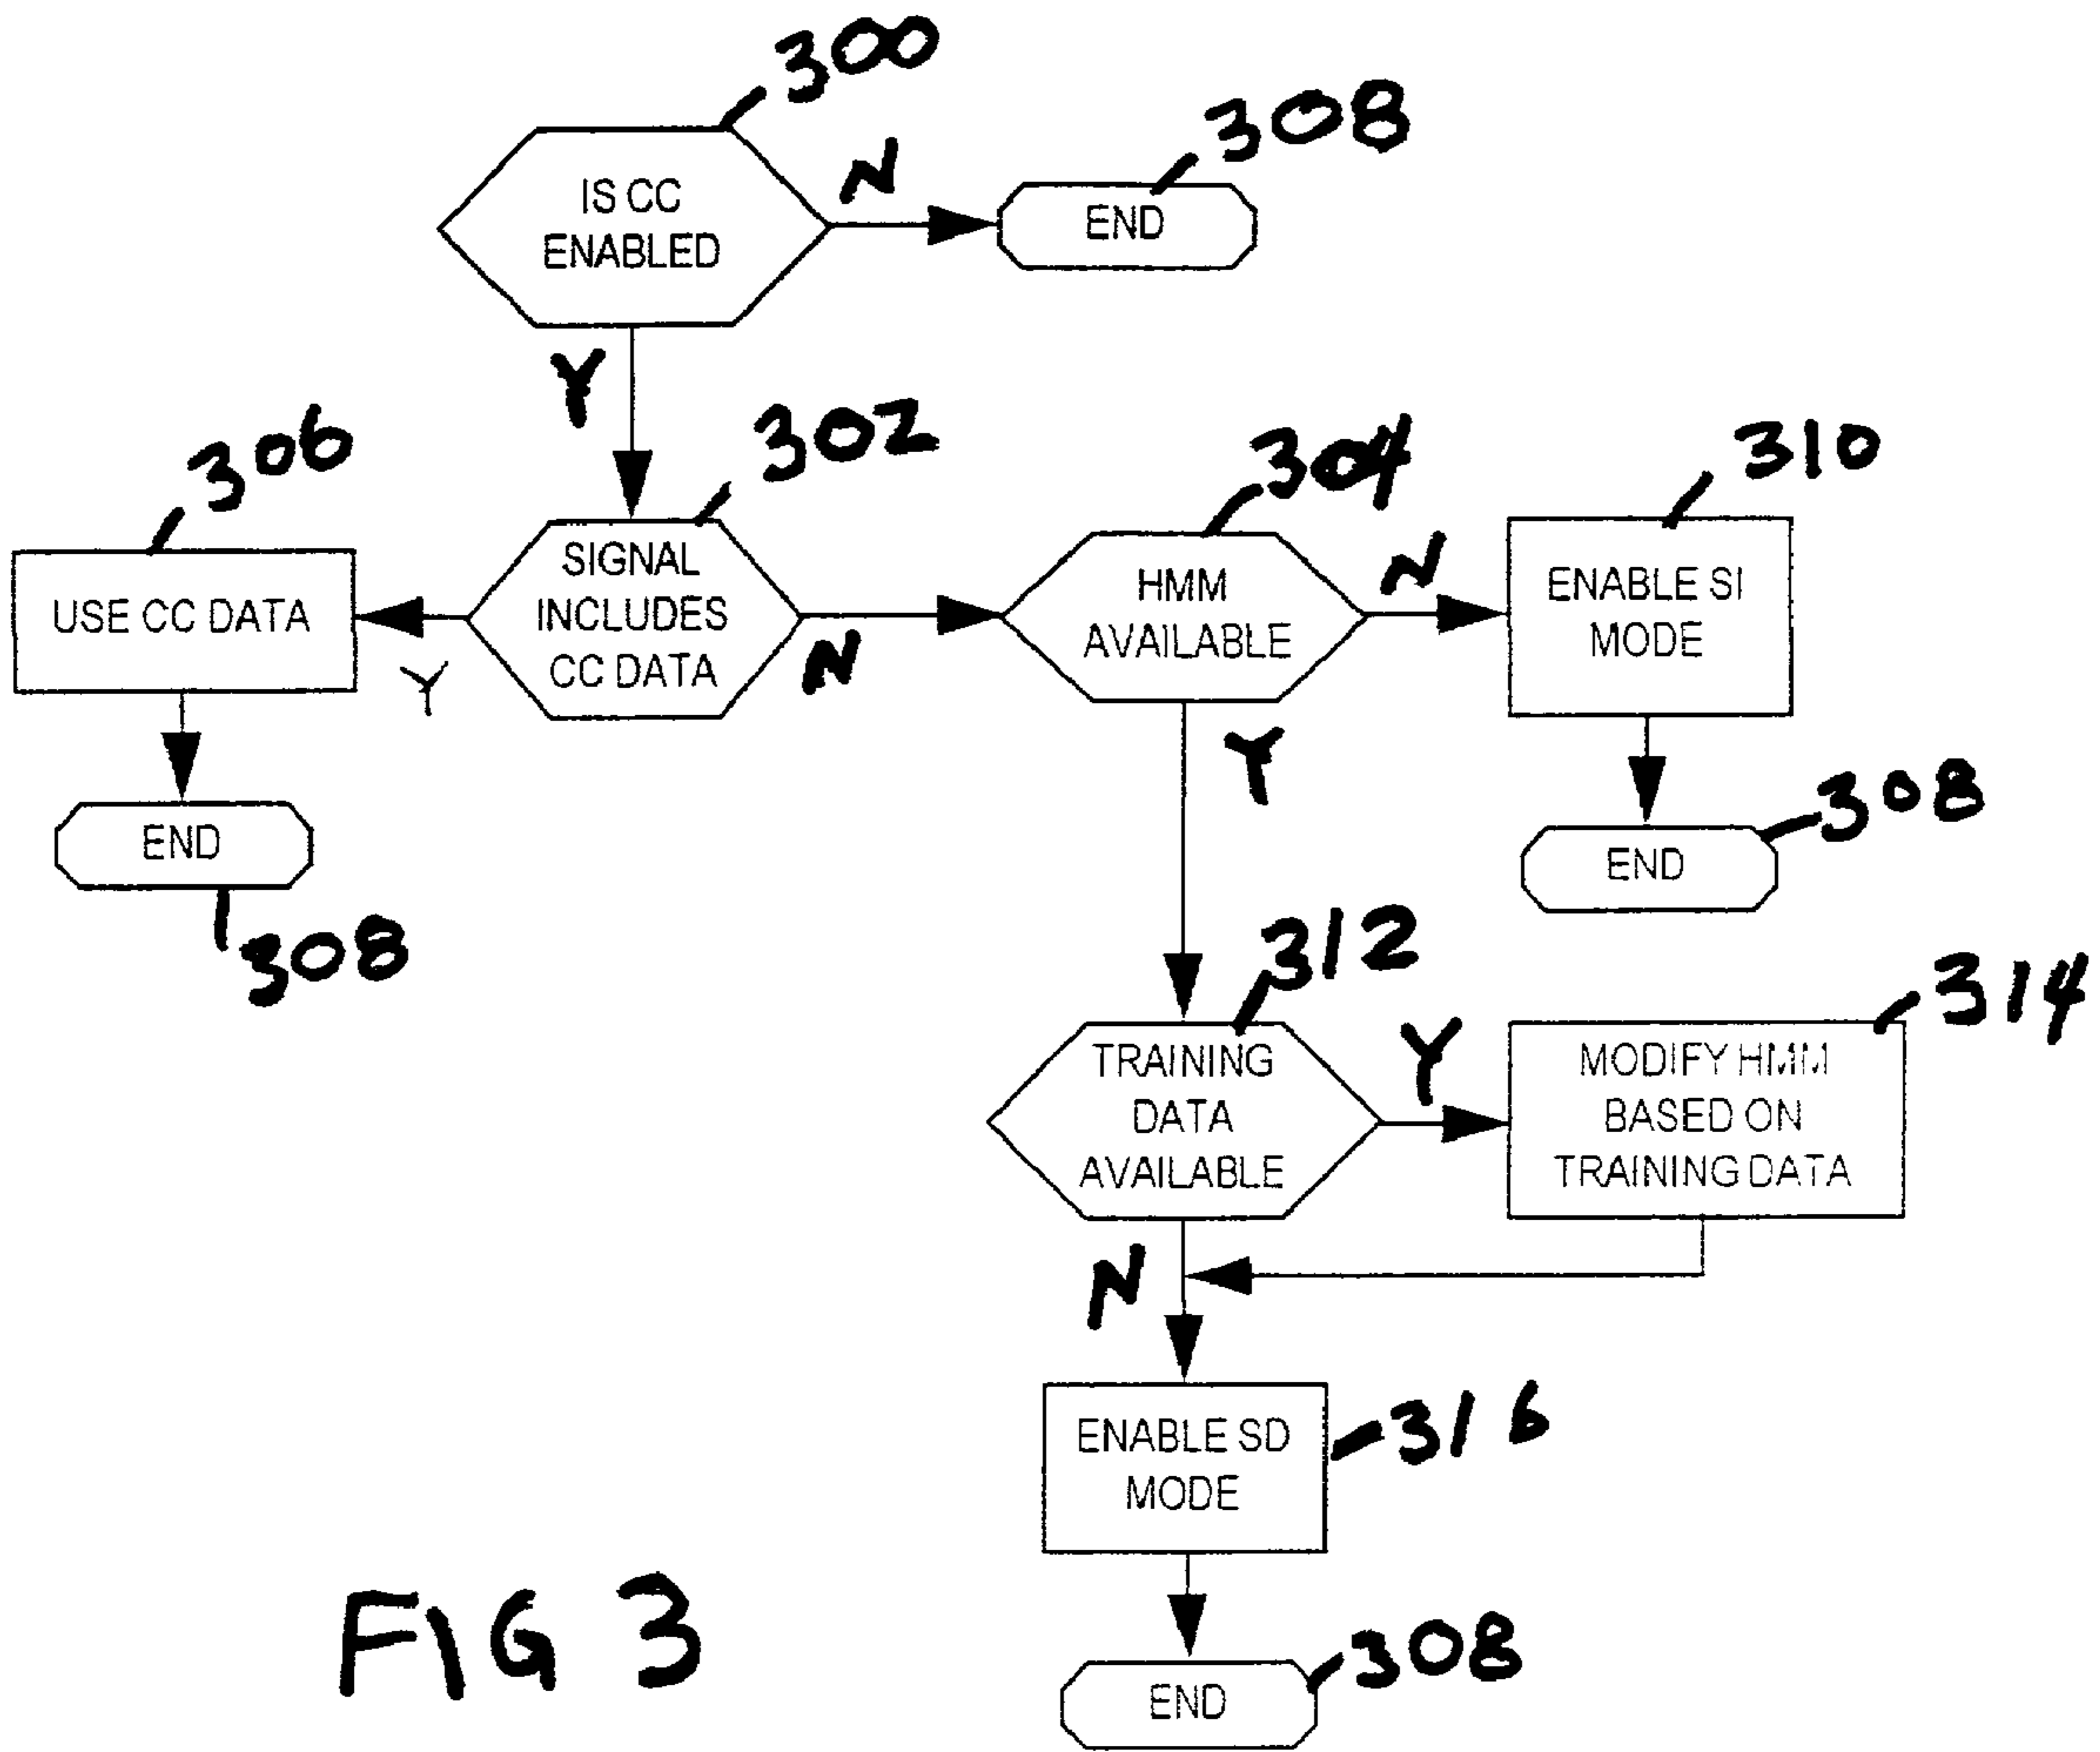 300
308
N
IS CC
ENABLED
END
Y
306
302
304
310
USE CC DATA
Y
SIGNAL
INCLUDES
CC DATA
N
HMM
AVAILABLE
N
ENABLE SI
MODE
Y
END
308
END
308
312
314
TRAINING
DATA
AVAILABLE
Y
MODIFY HMM
BASED ON
TRAINING DATA
N
ENABLE SD
MODE
316
END
308
FIG 3